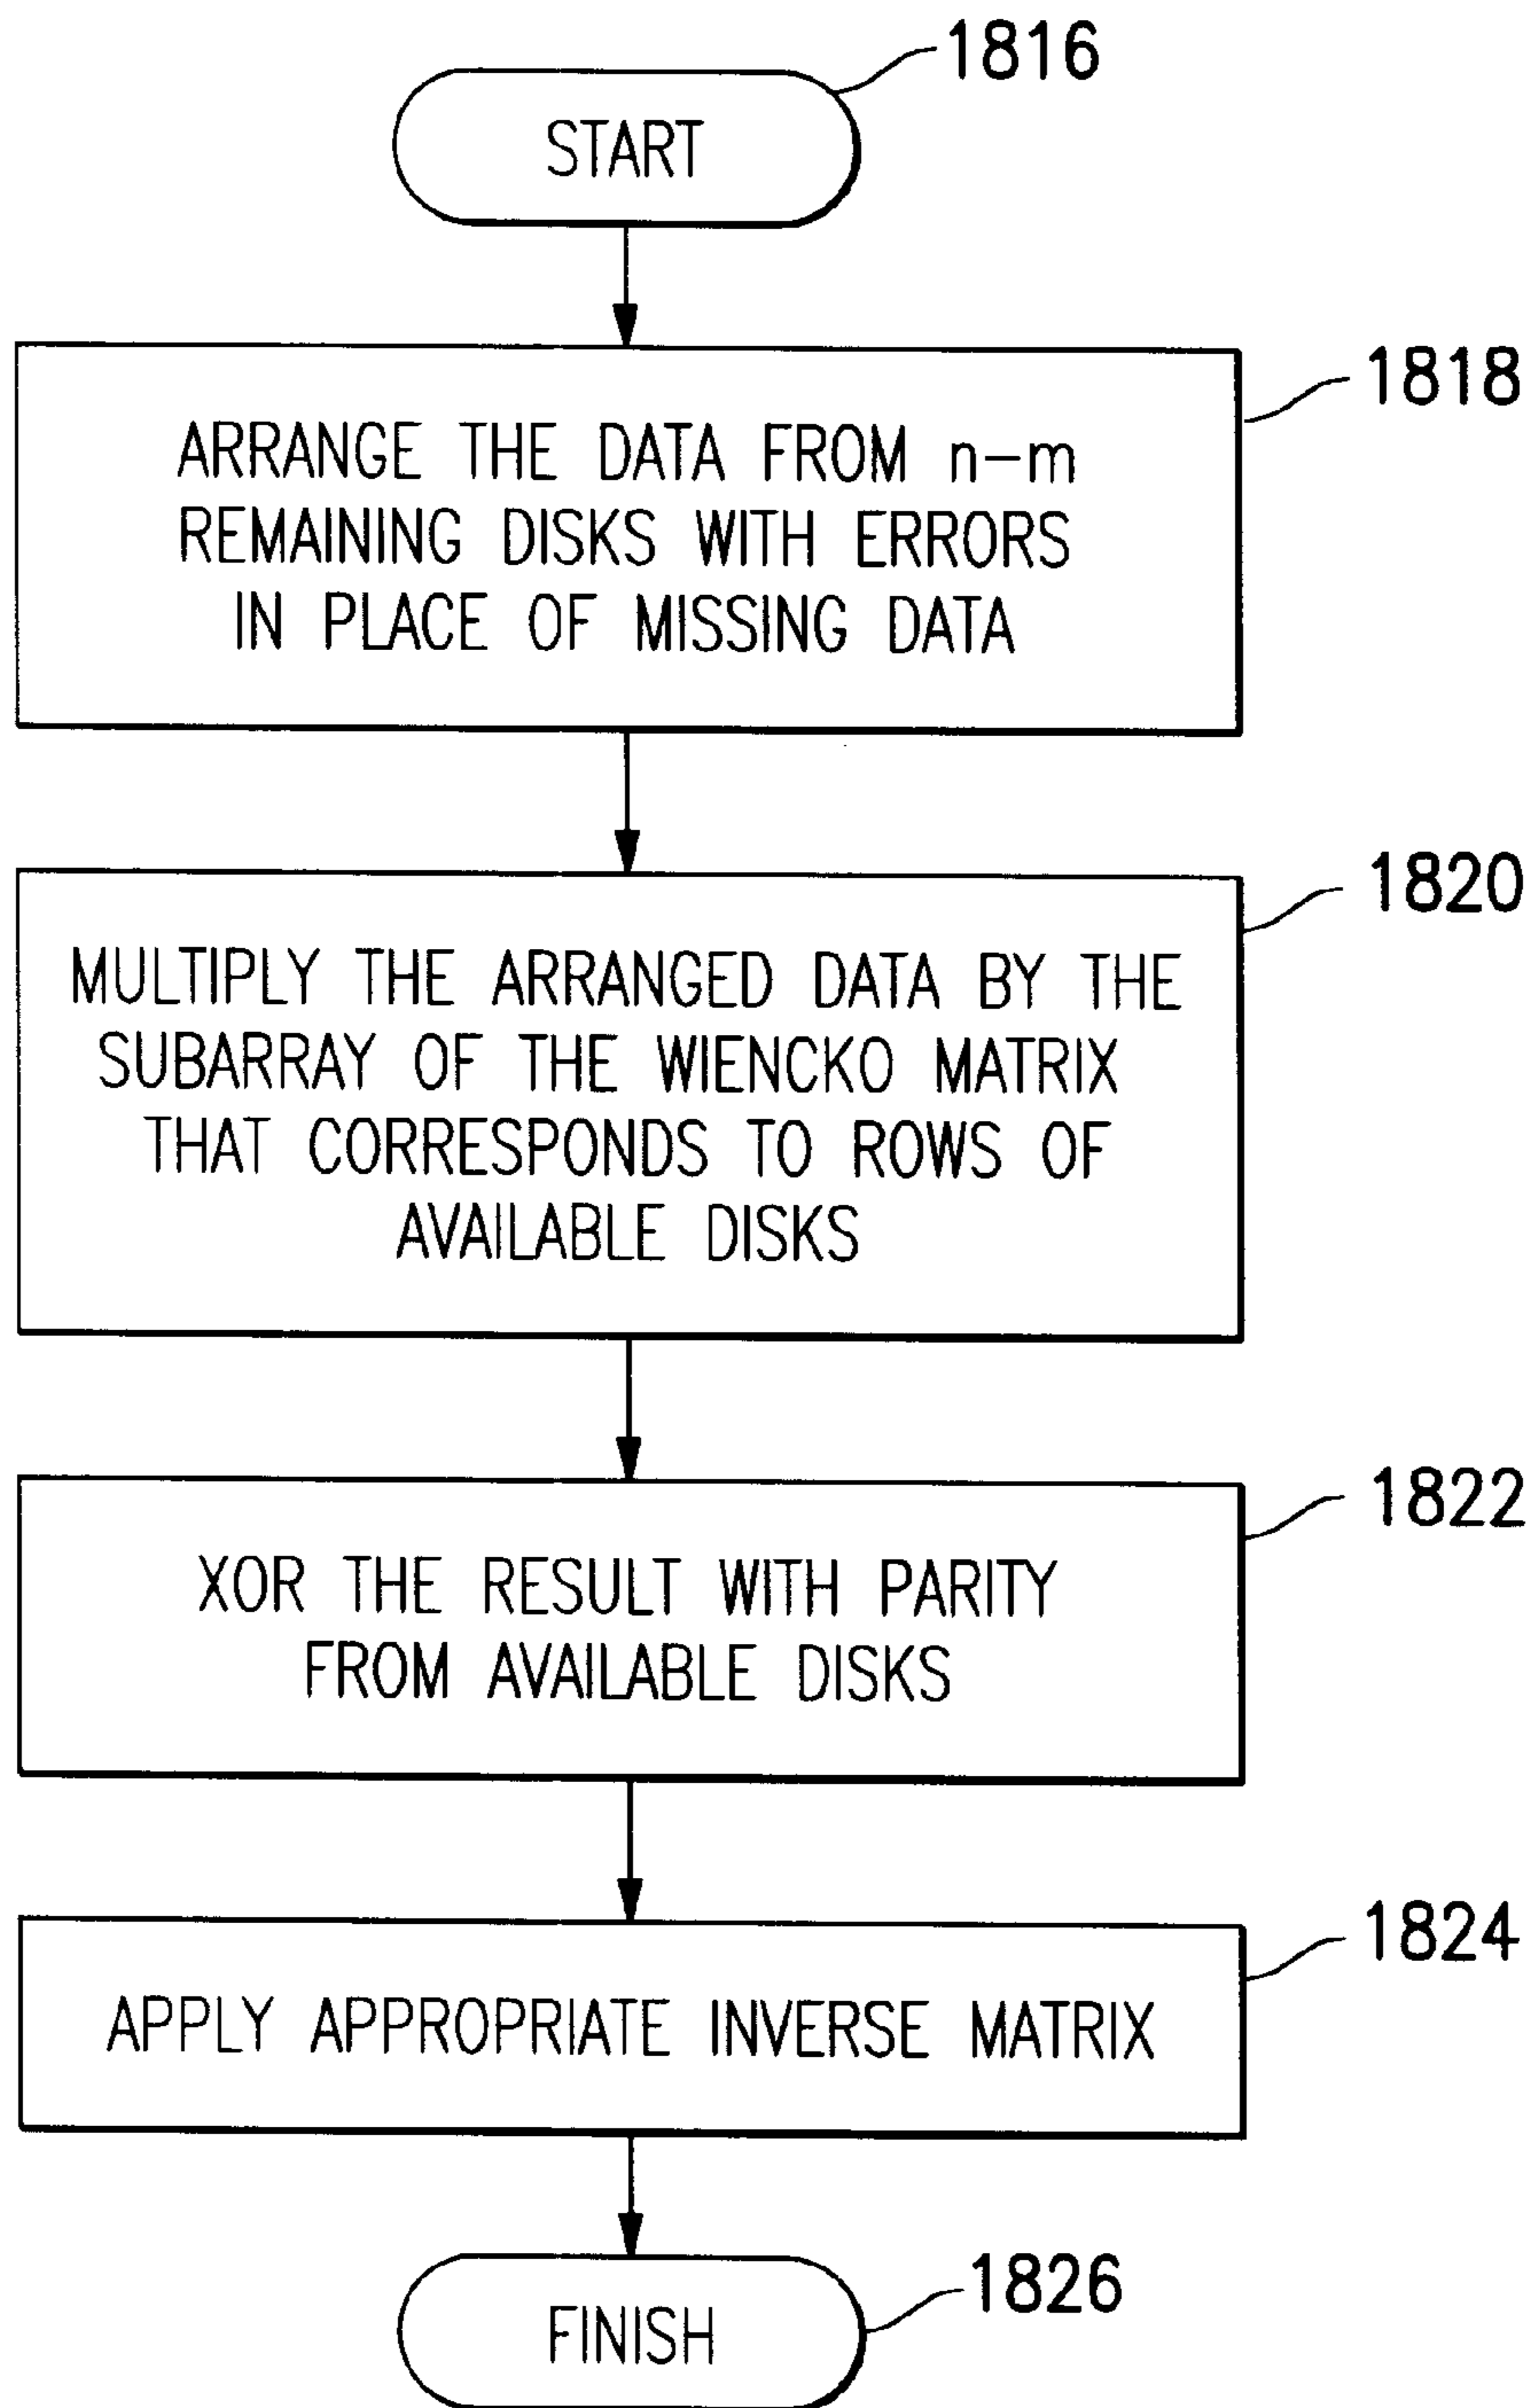 1816
START
1818
ARRANGE THE DATA FROM n-m
REMAINING DISKS WITH ERRORS
IN PLACE OF MISSING DATA
1820
MULTIPLY THE ARRANGED DATA BY THE
SUBARRAY OF THE WIENCKO MATRIX
THAT CORRESPONDS TO ROWS OF
AVAILABLE DISKS
1822
XOR THE RESULT WITH PARITY
FROM AVAILABLE DISKS
1824
APPLY APPROPRIATE INVERSE MATRIX
1826
FINISH